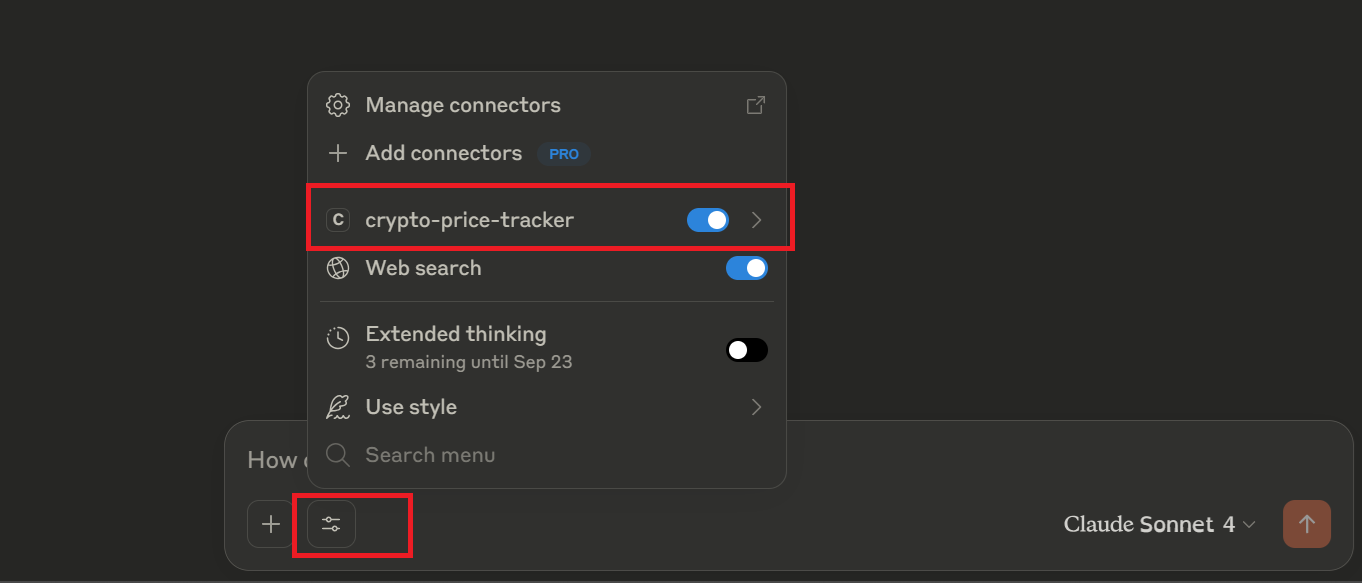 Manage connectors
Add connectors PRO
C crypto-price-tracker
Web search
Extended thinking
3 remaining until Sep 23
Use style
Search menu
How
Claude Sonnet 4